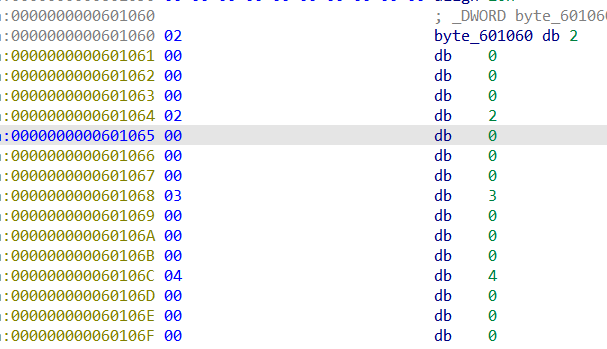 a:0000000000601060 ; _DWORD byte_601060
a:0000000000601060 02 byte_601060 db 2
a:0000000000601061 00 db 0
a:0000000000601062 00 db 0
a:0000000000601063 00 db 0
a:0000000000601064 02 db 2
a:0000000000601065 00 db 0
a:0000000000601066 00 db 0
a:0000000000601067 00 db 0
a:0000000000601068 03 db 3
a:0000000000601069 00 db 0
a:000000000060106A 00 db 0
a:000000000060106B 00 db 0
a:000000000060106C 04 db 4
a:000000000060106D 00 db 0
a:000000000060106E 00 db 0
a:000000000060106F 00 db 0